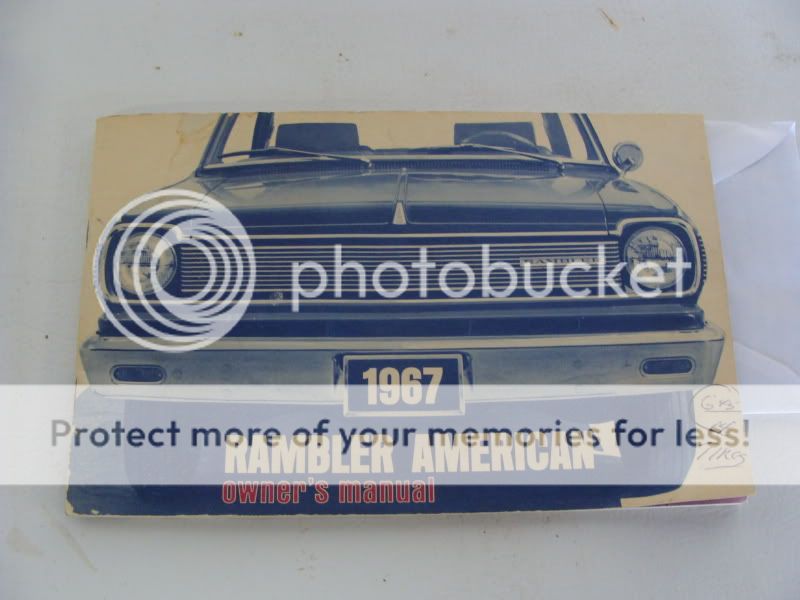 RAMBLER
photobucket
1967
Protect more of your memories for less!
RAMBLER AMERICAN
owner's manual